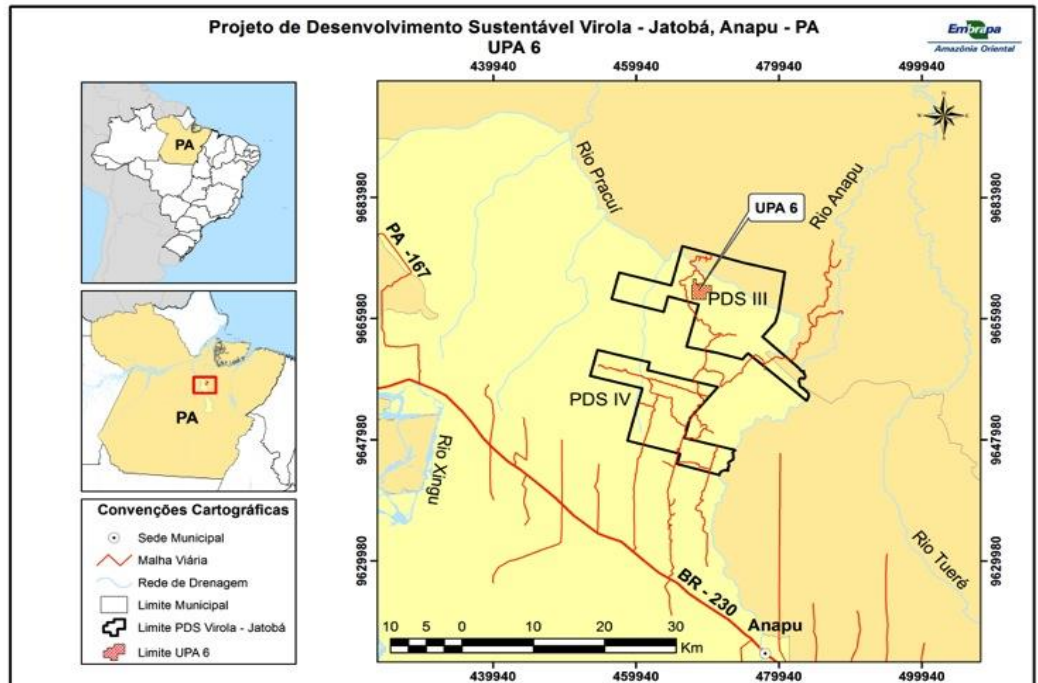 Projeto de Desenvolvimento Sustentável Virola - Jatobá, Anapu - PA
UPA 6
Embrapa
Amazônia Oriental
439940
459940
479940
499940
PA
PA
Convenções Cartográficas
Sede Municipal
Malha Viária
Rede de Drenagem
Limite Municipal
Limite PDS Virola - Jatobá
Limite UPA 6
9683980
9665980
9647980
9629980
Rio Pracuí
Rio Anapu
UPA 6
PA -167
PDS III
PDS IV
Rio Xingu
Rio Tueré
BR - 230
Anapu
10 5 0 10 20 30
Km
9683980
9665980
9647980
9629980
439940
459940
479940
499940